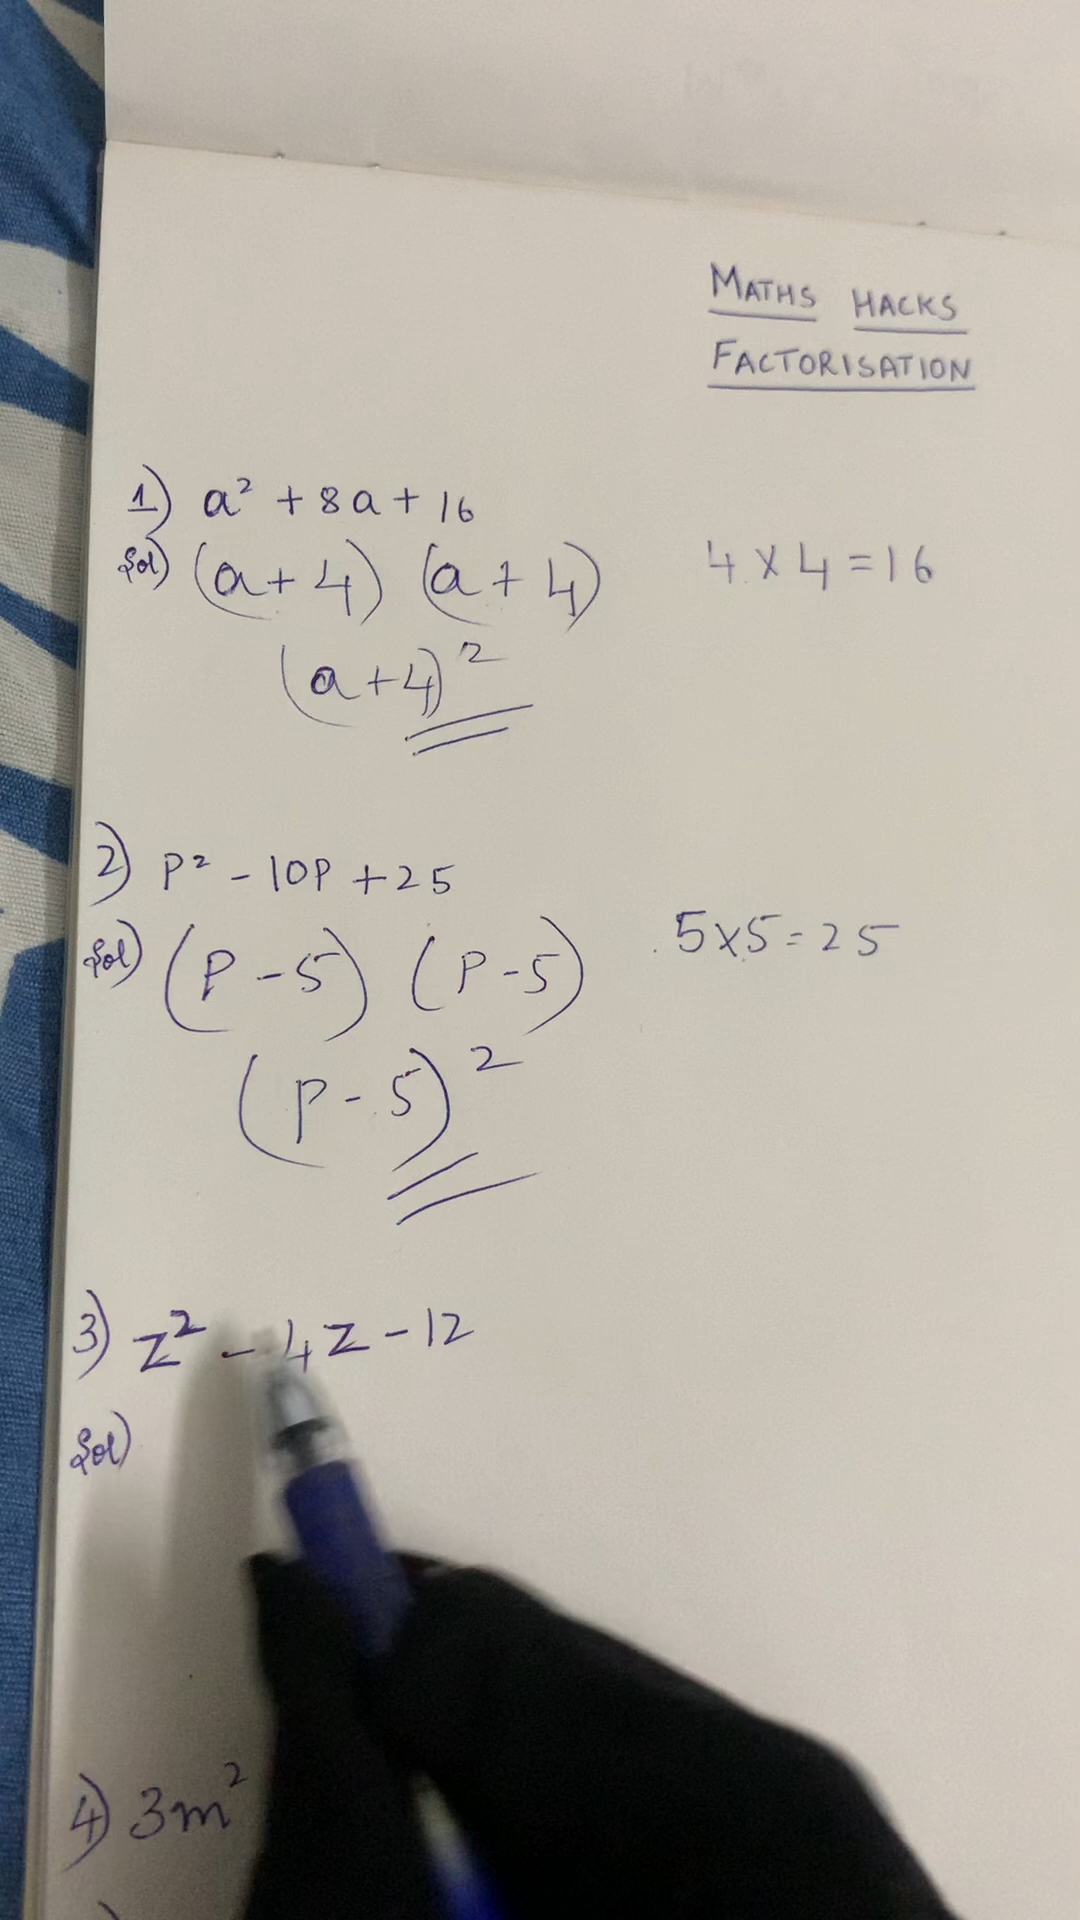 MATHS HACKS
FACTORISATION
1) a² + 8a + 16
Sol) (a + 4) (a + 4) 4 × 4 = 16
(a + 4)²
2) P² - 10P + 25
Sol) (P - 5) (P - 5) 5 × 5 = 25
(P - 5)²
3) z² - 4z - 12
Sol)
4) 3m²